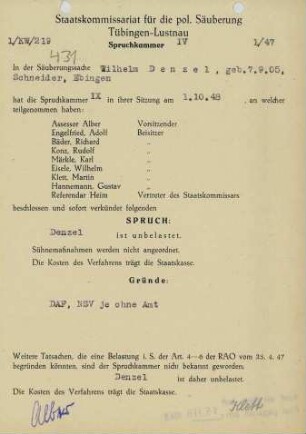 Staatskommissariat für die pol. Säuberung
Tübingen-Lustnau
1/KW/219 Spruchkammer IV 1/47
431
In der Säuberungssache Wilhelm Denzel, geb.7.9.05,
Schneider, Ebingen
hat die Spruchkammer IX in ihrer Sitzung am 1.10.48, an welcher
teilgenommen haben:
Assessor Alber Vorsitzender
Engelfried, Adolf Beisitzer
Bäder, Richard "
Konz, Rudolf "
Märkle, Karl "
Eisele, Wilhelm "
Klett, Martin "
Hannemann, Gustav "
Referendar Heim Vertreter des Staatskommissars
beschlossen und sofort verkündet folgenden
SPRUCH:
Denzel
ist unbelastet.
Sühnemaßnahmen werden nicht angeordnet.
Die Kosten des Verfahrens trägt die Staatskasse.
Gründe:
DAF, NSV je ohne Amt
Weitere Tatsachen, die eine Belastung i. S. der Art. 4—6 der RAO vom 25. 4. 47
begründen könnten, sind der Spruchkammer nicht bekannt geworden.
Denzel ist daher unbelastet.
Die Kosten des Verfahrens trägt die Staatskasse.
Alber Klett